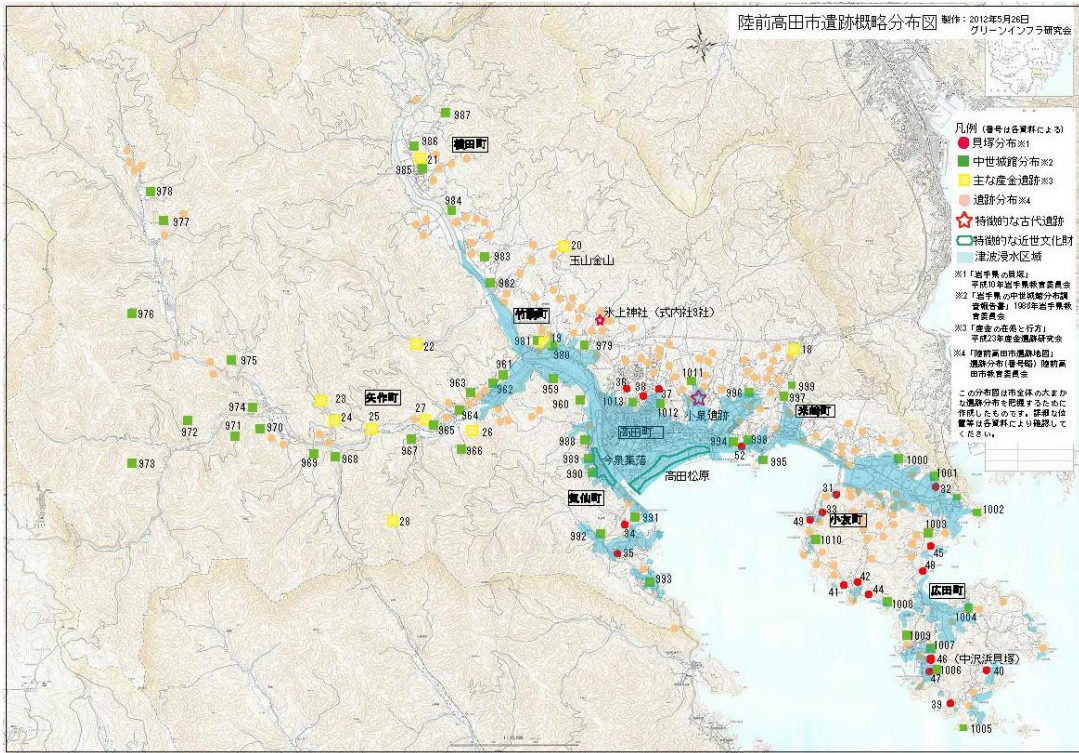 陸前高田市遺跡概略分布図
製作：2012年5月26日
グリーンインフラ研究会
凡例（番号は各資料による）
貝塚分布※1
中世城館分布※2
主な産金遺跡※3
遺跡分布※4
特徴的な古代遺跡
特徴的な近世文化財
津波浸水区域
※1「岩手県の貝塚」
平成10年岩手県教育委員会
※2「岩手県の中世城館分布調
査報告書」1986年岩手県教
育委員会
※3「産金の在処と行方」
平成23年産金遺跡研究会
※4「陸前高田市遺跡地図」
遺跡分布(番号略) 陸前高
田市教育委員会
この分布図は市全体の大まか
な遺跡分布を把握するために
作成したものです。詳細な位
置等は各資料により確認して
ください。
987
986
横田町
21
985
978
984
977
983
20
玉山金山
982
976
氷上神社（式内社3社）
竹駒町
981
19
980
979
22
18
975
961
36
38
37
1011
963
962
959
996
999
矢作町
23
1013
1012
997
974
24
25
27
964
960
小泉遺跡
米崎町
972
971
970
965
26
高田町
994
998
988
52
967
966
969
968
973
989
今泉集落
995
1000
990
高田松原
1001
31
32
気仙町
33
1002
28
991
49
小友町
992
34
1003
1010
45
35
48
993
41
42
44
広田町
1008
1004
1009
1007
46（中沢浜貝塚）
1006
47
40
39
1005